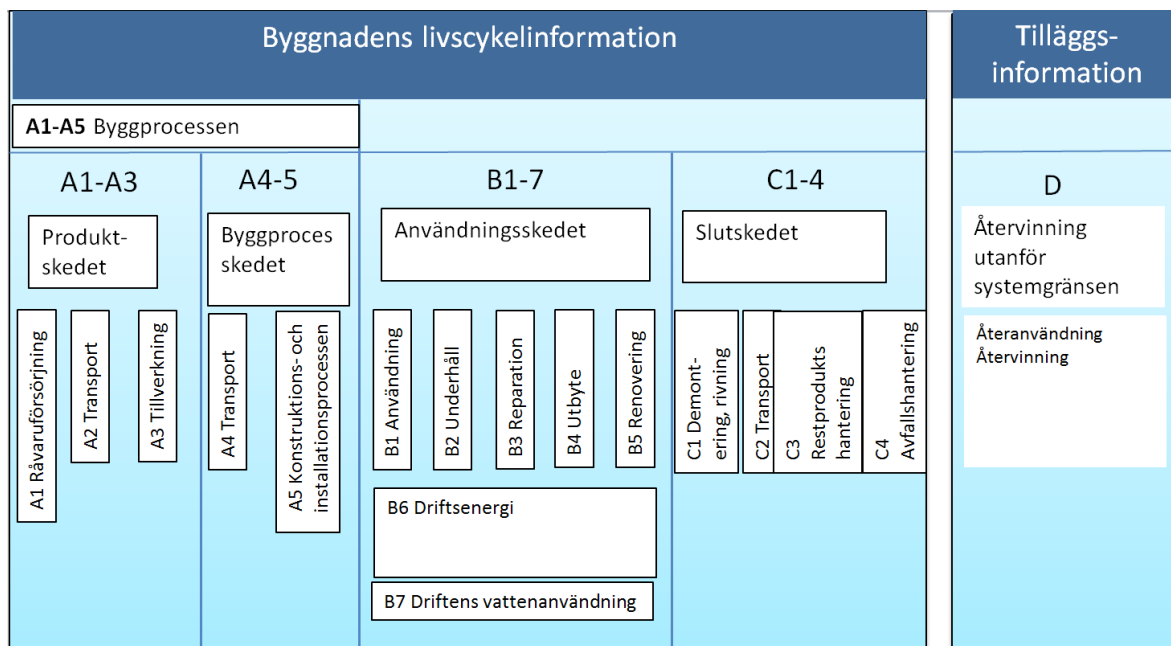 Byggnadens livscykelinformation
Tilläggs-
information
A1-A5 Byggprocessen
A1-A3
A4-5
B1-7
C1-4
D
Produkt-
skedet
Byggproces
skedet
Användningsskedet
Slutskedet
Återvinning
utanför
systemgränsen
A1 Råvaruförsörjning
A2 Transport
A3 Tillverkning
A4 Transport
A5 Konstruktions- och
installationsprocessen
B1 Användning
B2 Underhåll
B3 Reparation
B4 Utbyte
B5 Renovering
C1 Demont-
ering, rivning
C2 Transport
C3
Restprodukts
hantering
C4
Avfallshantering
Återanvändning
Återvinning
B6 Driftsenergi
B7 Driftens vattenanvändning